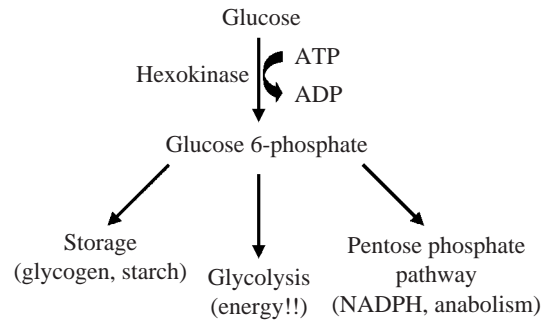 Glucose
ATP
Hexokinase
ADP
Glucose 6-phosphate
Storage
(glycogen, starch)
Glycolysis
(energy!!)
Pentose phosphate
pathway
(NADPH, anabolism)